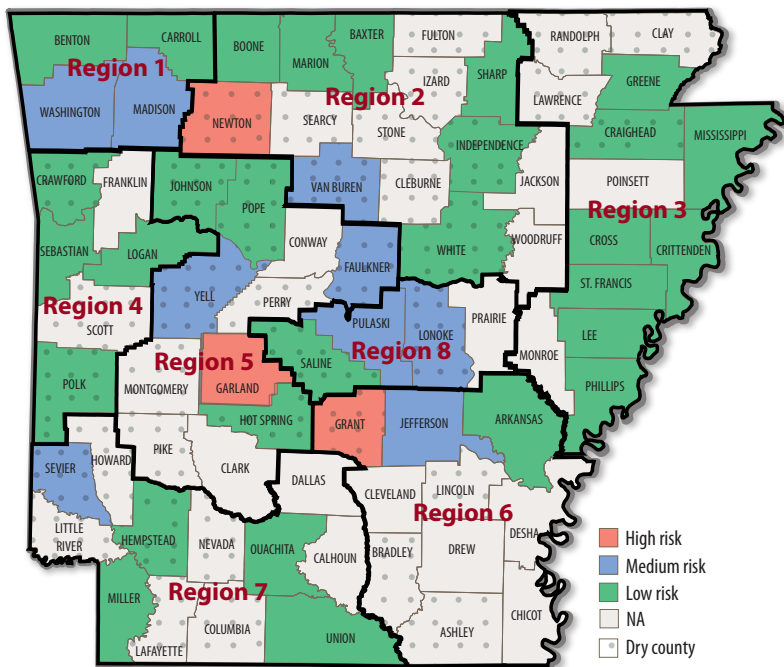 BENTON
CARROLL
BOONE
MARION
BAXTER
FULTON
RANDOLPH
CLAY
Region 1
IZARD
SHARP
GREENE
WASHINGTON
MADISON
Region 2
LAWRENCE
NEWTON
SEARCY
STONE
CRAIGHEAD
MISSISSIPPI
INDEPENDENCE
CRAWFORD
FRANKLIN
JOHNSON
POPE
VAN BUREN
CLEBURNE
JACKSON
POINSETT
Region 3
SEBASTIAN
LOGAN
CONWAY
FAULKNER
WHITE
WOODRUFF
CROSS
CRITTENDEN
YELL
PERRY
ST. FRANCIS
Region 4
SCOTT
PULASKI
LONOKE
PRAIRIE
LEE
Region 5
Region 8
MONROE
POLK
MONTGOMERY
GARLAND
SALINE
PHILLIPS
HOT SPRING
GRANT
JEFFERSON
ARKANSAS
SEVIER
HOWARD
PIKE
CLARK
DALLAS
CLEVELAND
LINCOLN
Region 6
LITTLE
RIVER
HEMPSTEAD
NEVADA
OUACHITA
CALHOUN
BRADLEY
DREW
DESHA
MILLER
Region 7
LAFAYETTE
COLUMBIA
UNION
ASHLEY
CHICOT
High risk
Medium risk
Low risk
NA
Dry county